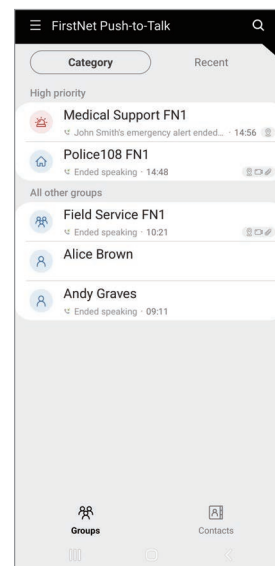 FirstNet Push-to-Talk
Category Recent
High priority
Medical Support FN1
John Smith's emergency alert ended... · 14:56
Police108 FN1
Ended speaking · 14:48
All other groups
Field Service FN1
Ended speaking · 10:21
Alice Brown
Andy Graves
Ended speaking · 09:11
Groups Contacts